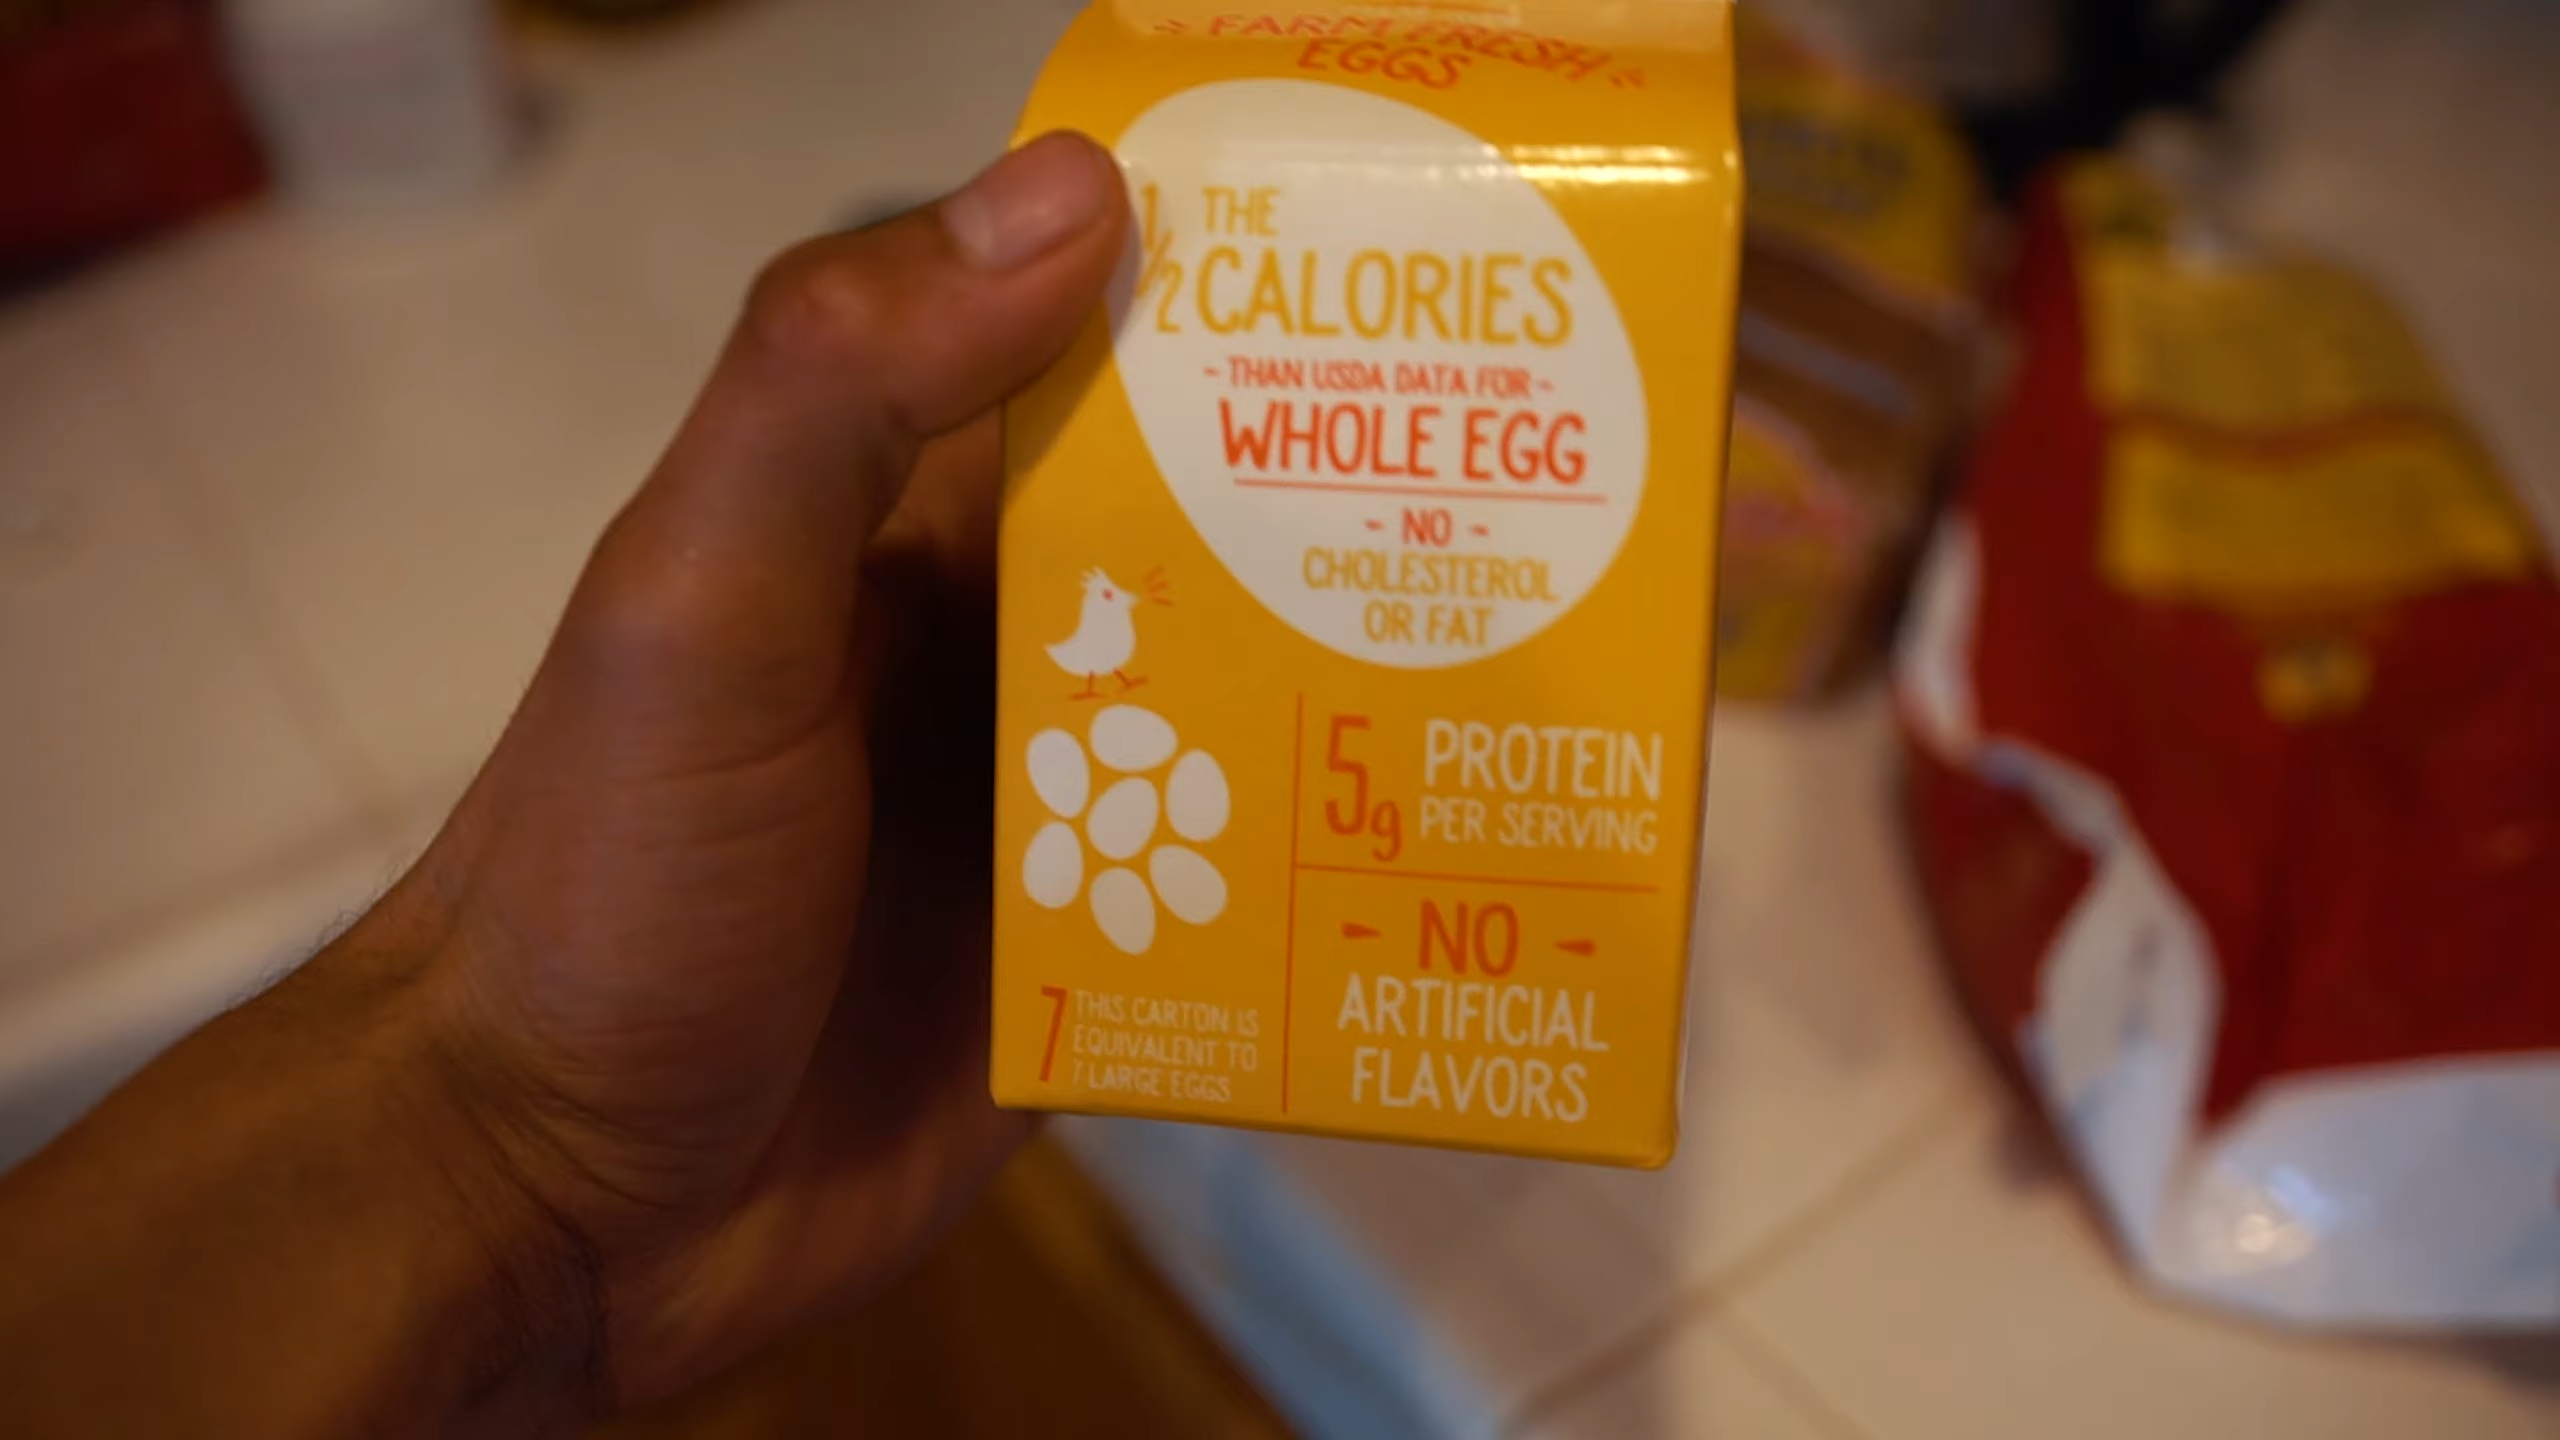 FARM FRESH
EGGS
1/2 THE
CALORIES
- THAN USDA DATA FOR -
WHOLE EGG
- NO -
CHOLESTEROL
OR FAT
5g PROTEIN
PER SERVING
- NO -
ARTIFICIAL
FLAVORS
7 THIS CARTON IS
EQUIVALENT TO
7 LARGE EGGS